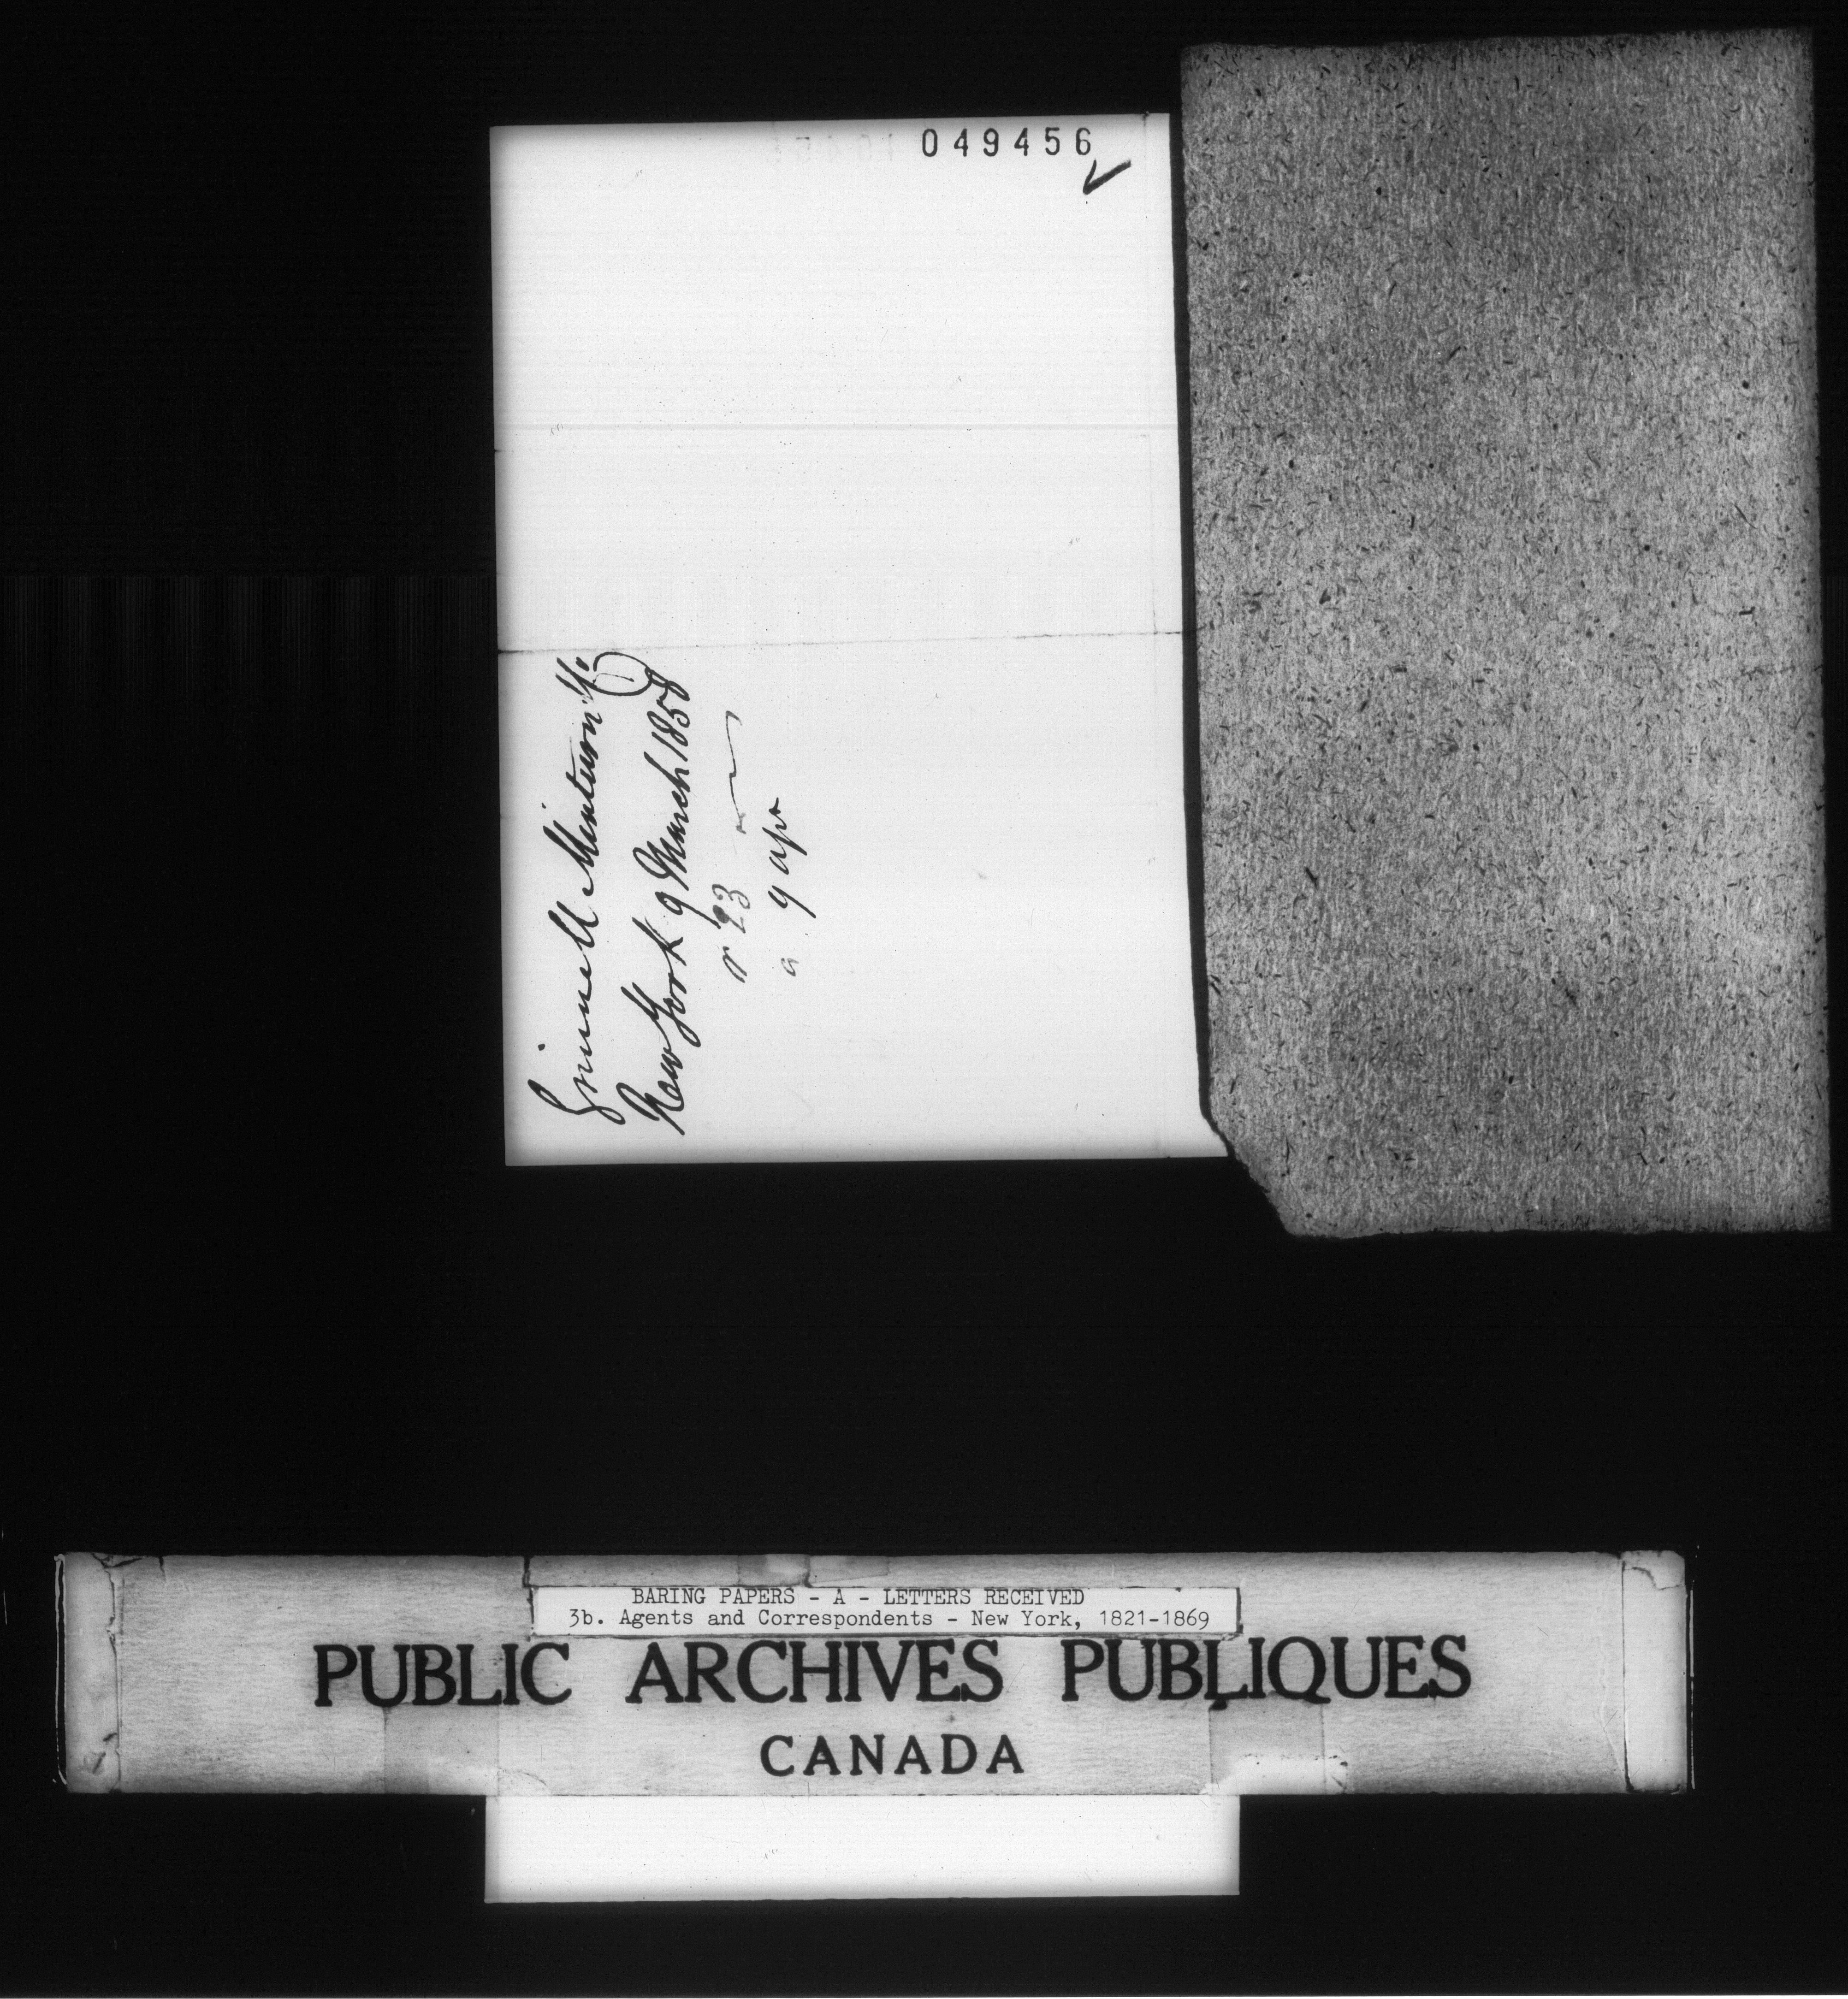 049456
Grinnell Minturn & Co
New York 9 March 1858
r 23
a 9 apr
BARING PAPERS - A - LETTERS RECEIVED
3b. Agents and Correspondents - New York, 1821-1869
PUBLIC ARCHIVES PUBLIQUES
CANADA